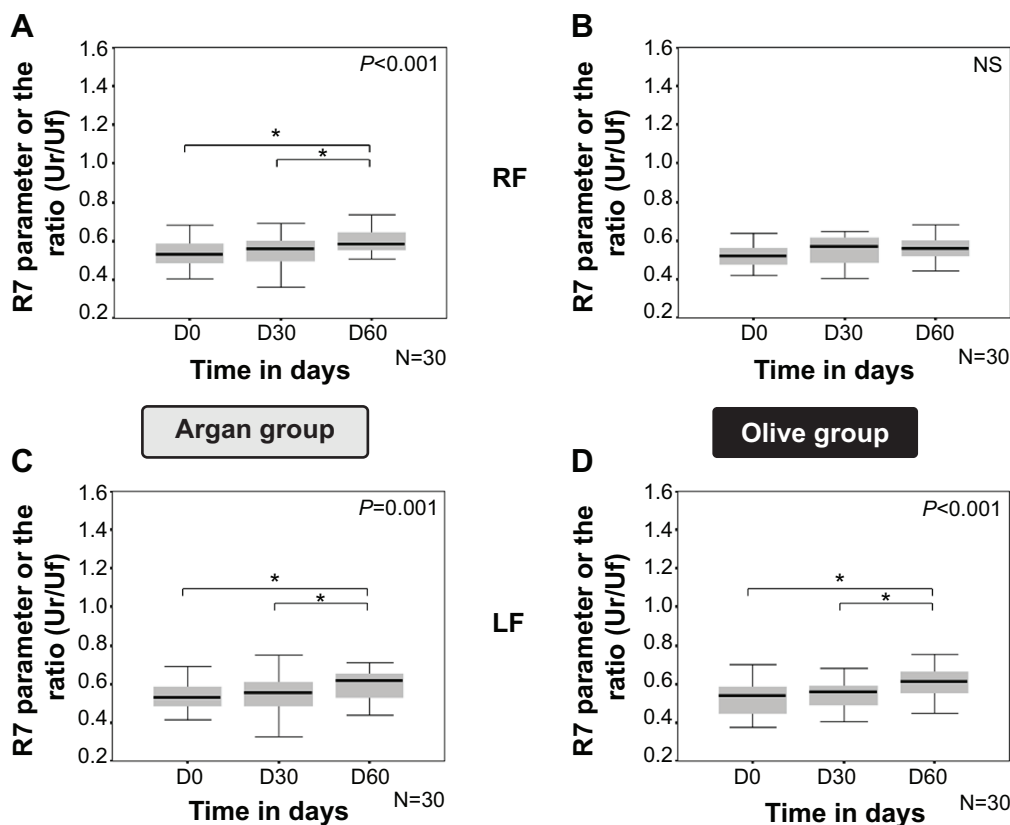 A
R7 parameter or the
ratio (Ur/Uf)
1.6
1.4
1.2
1.0
0.8
0.6
0.4
0.2
P<0.001
*
*
D0 D30 D60
Time in days
N=30
RF
B
R7 parameter or the
ratio (Ur/Uf)
1.6
1.4
1.2
1.0
0.8
0.6
0.4
0.2
NS
D0 D30 D60
Time in days
N=30
Argan group
Olive group
C
R7 parameter or the
ratio (Ur/Uf)
1.6
1.4
1.2
1.0
0.8
0.6
0.4
0.2
P=0.001
*
*
D0 D30 D60
Time in days
N=30
LF
D
R7 parameter or the
ratio (Ur/Uf)
1.6
1.4
1.2
1.0
0.8
0.6
0.4
0.2
P<0.001
*
*
D0 D30 D60
Time in days
N=30